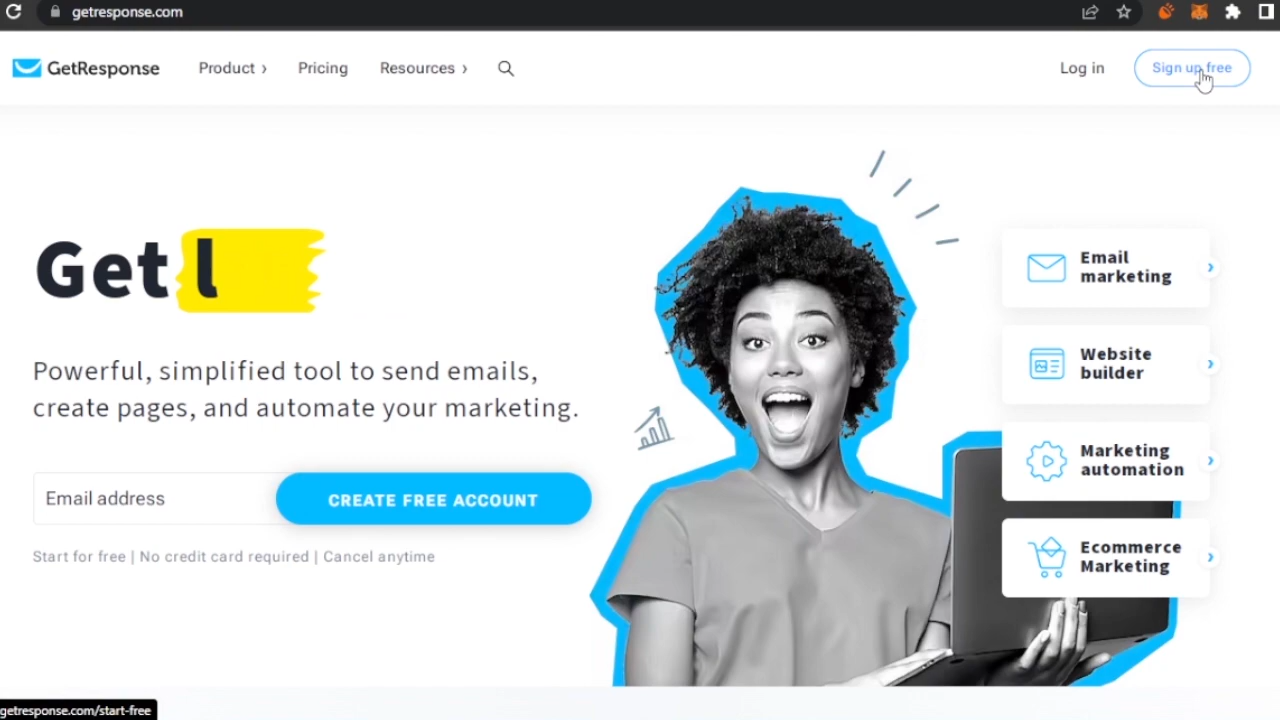 getresponse.com
GetResponse
Product ›
Pricing
Resources ›
Log in
Sign up free
Get l
Powerful, simplified tool to send emails,
create pages, and automate your marketing.
Email address
CREATE FREE ACCOUNT
Start for free | No credit card required | Cancel anytime
Email
marketing
Website
builder
Marketing
automation
Ecommerce
Marketing
getresponse.com/start-free